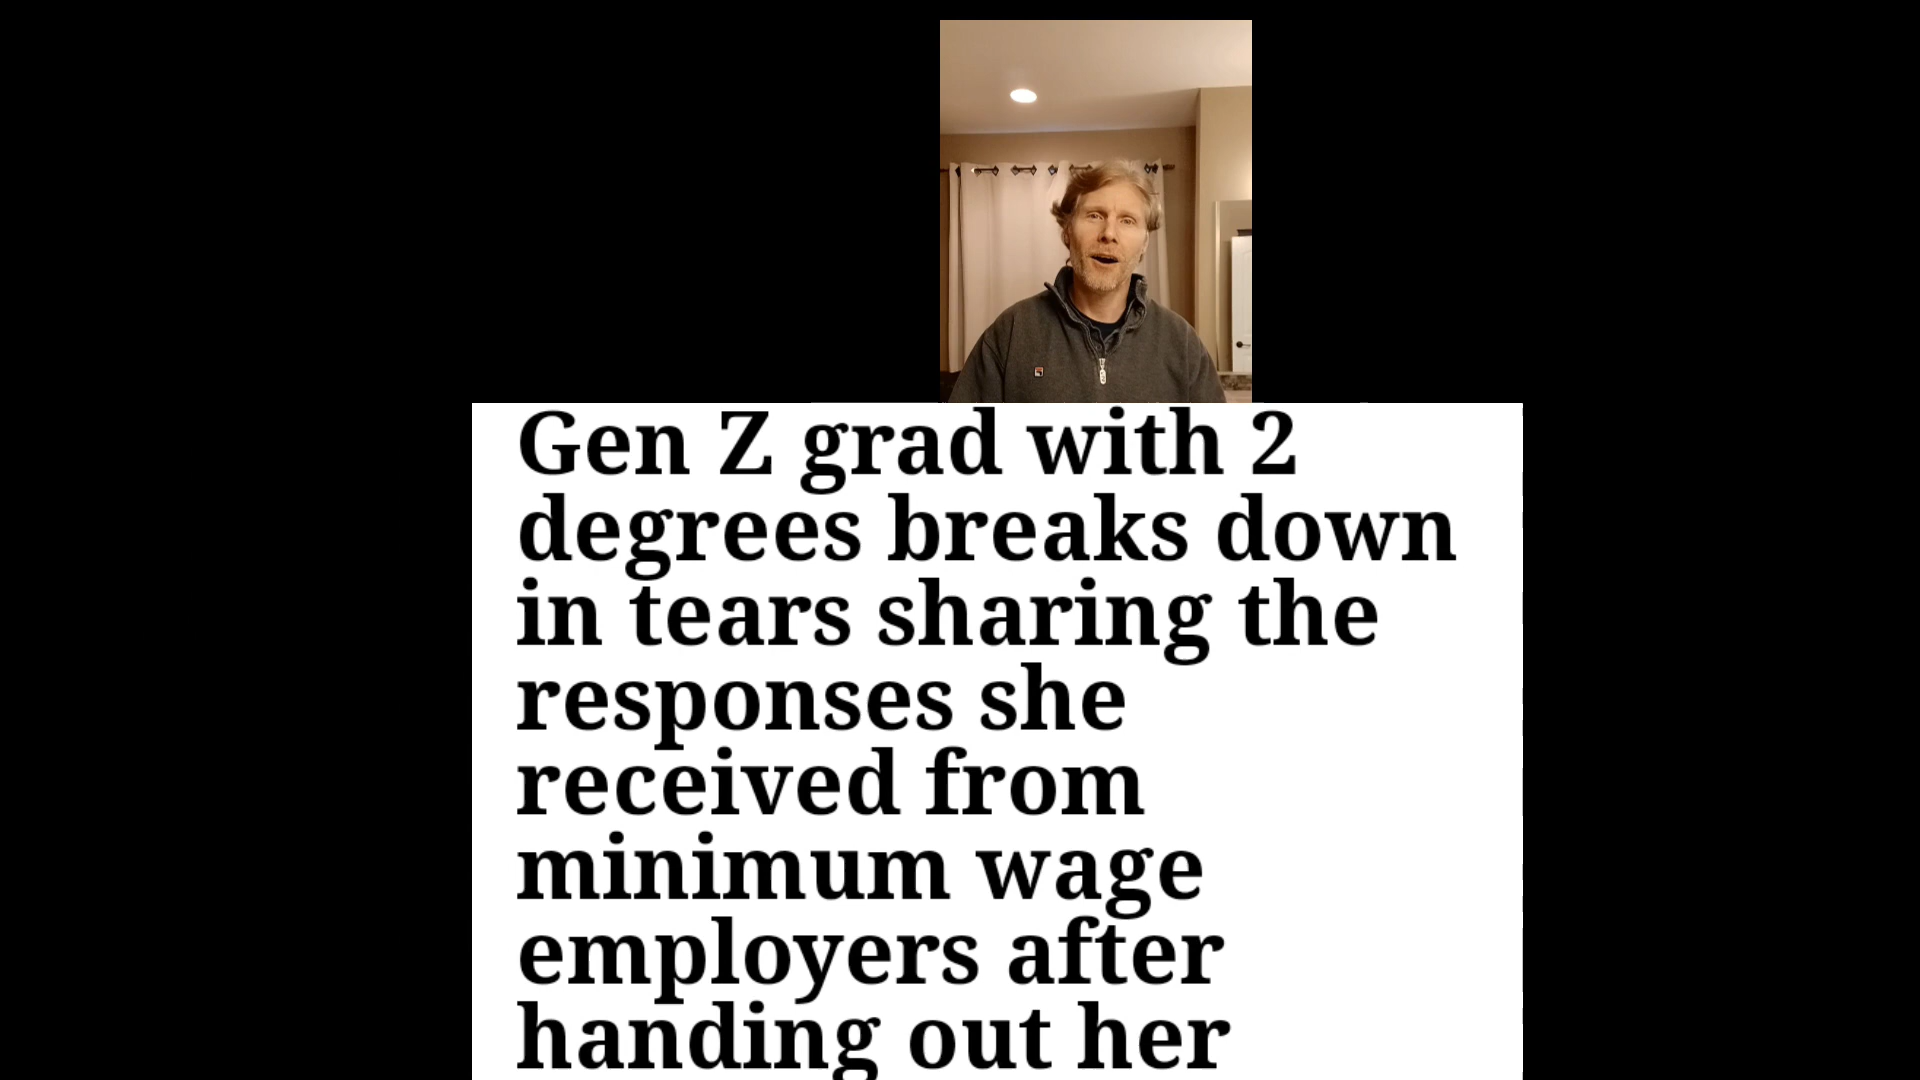 Gen Z grad with 2
degrees breaks down
in tears sharing the
responses she
received from
minimum wage
employers after
handing out her